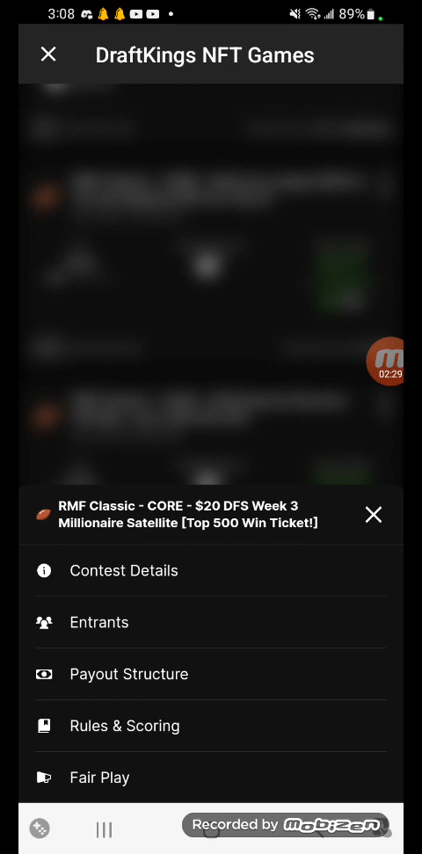 3:08
89%
DraftKings NFT Games
02:29
RMF Classic - CORE - $20 DFS Week 3
Millionaire Satellite [Top 500 Win Ticket!]
Contest Details
Entrants
Payout Structure
Rules & Scoring
Fair Play
Recorded by mobizen